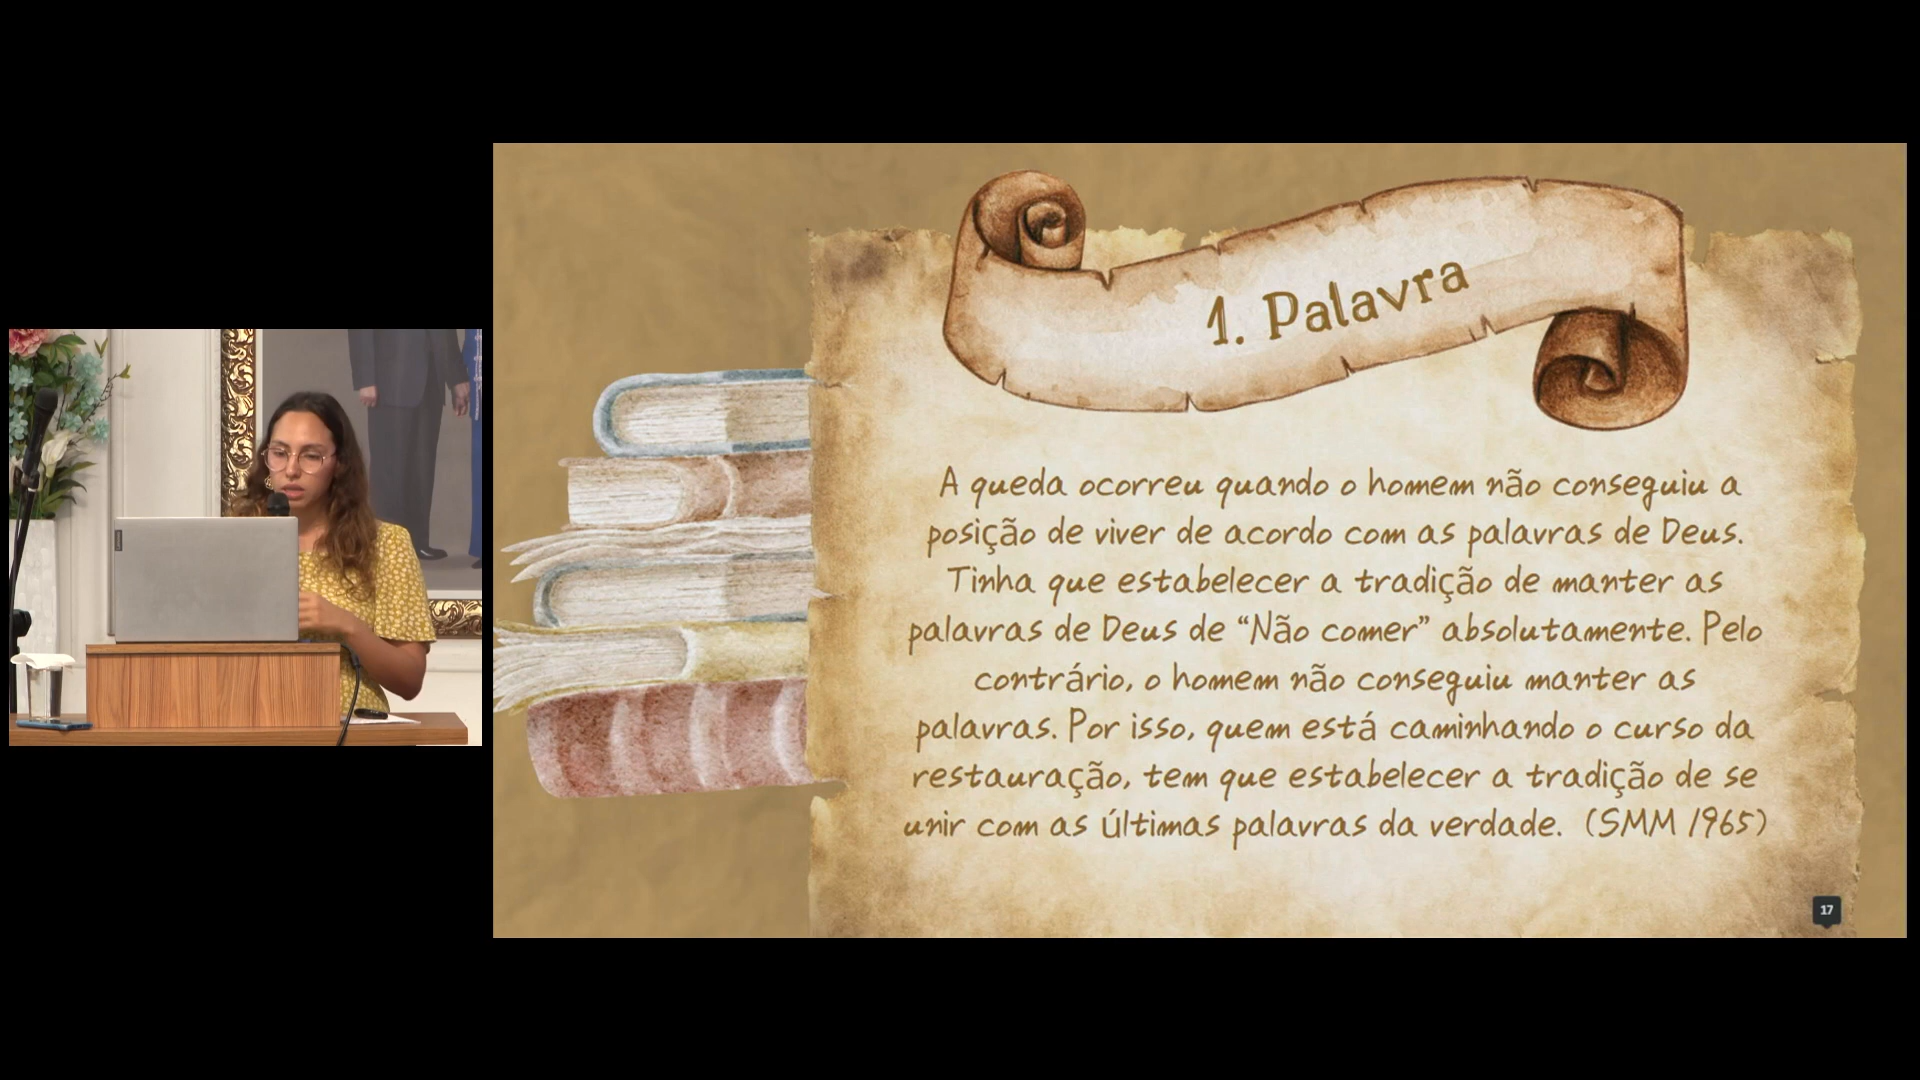 1. Palavra
A queda ocorreu quando o homem não conseguiu a
posição de viver de acordo com as palavras de Deus.
Tinha que estabelecer a tradição de manter as
palavras de Deus de “Não comer” absolutamente. Pelo
contrário, o homem não conseguiu manter as
palavras. Por isso, quem está caminhando o curso da
restauração, tem que estabelecer a tradição de se
unir com as últimas palavras da verdade. (SMM 1965)
17